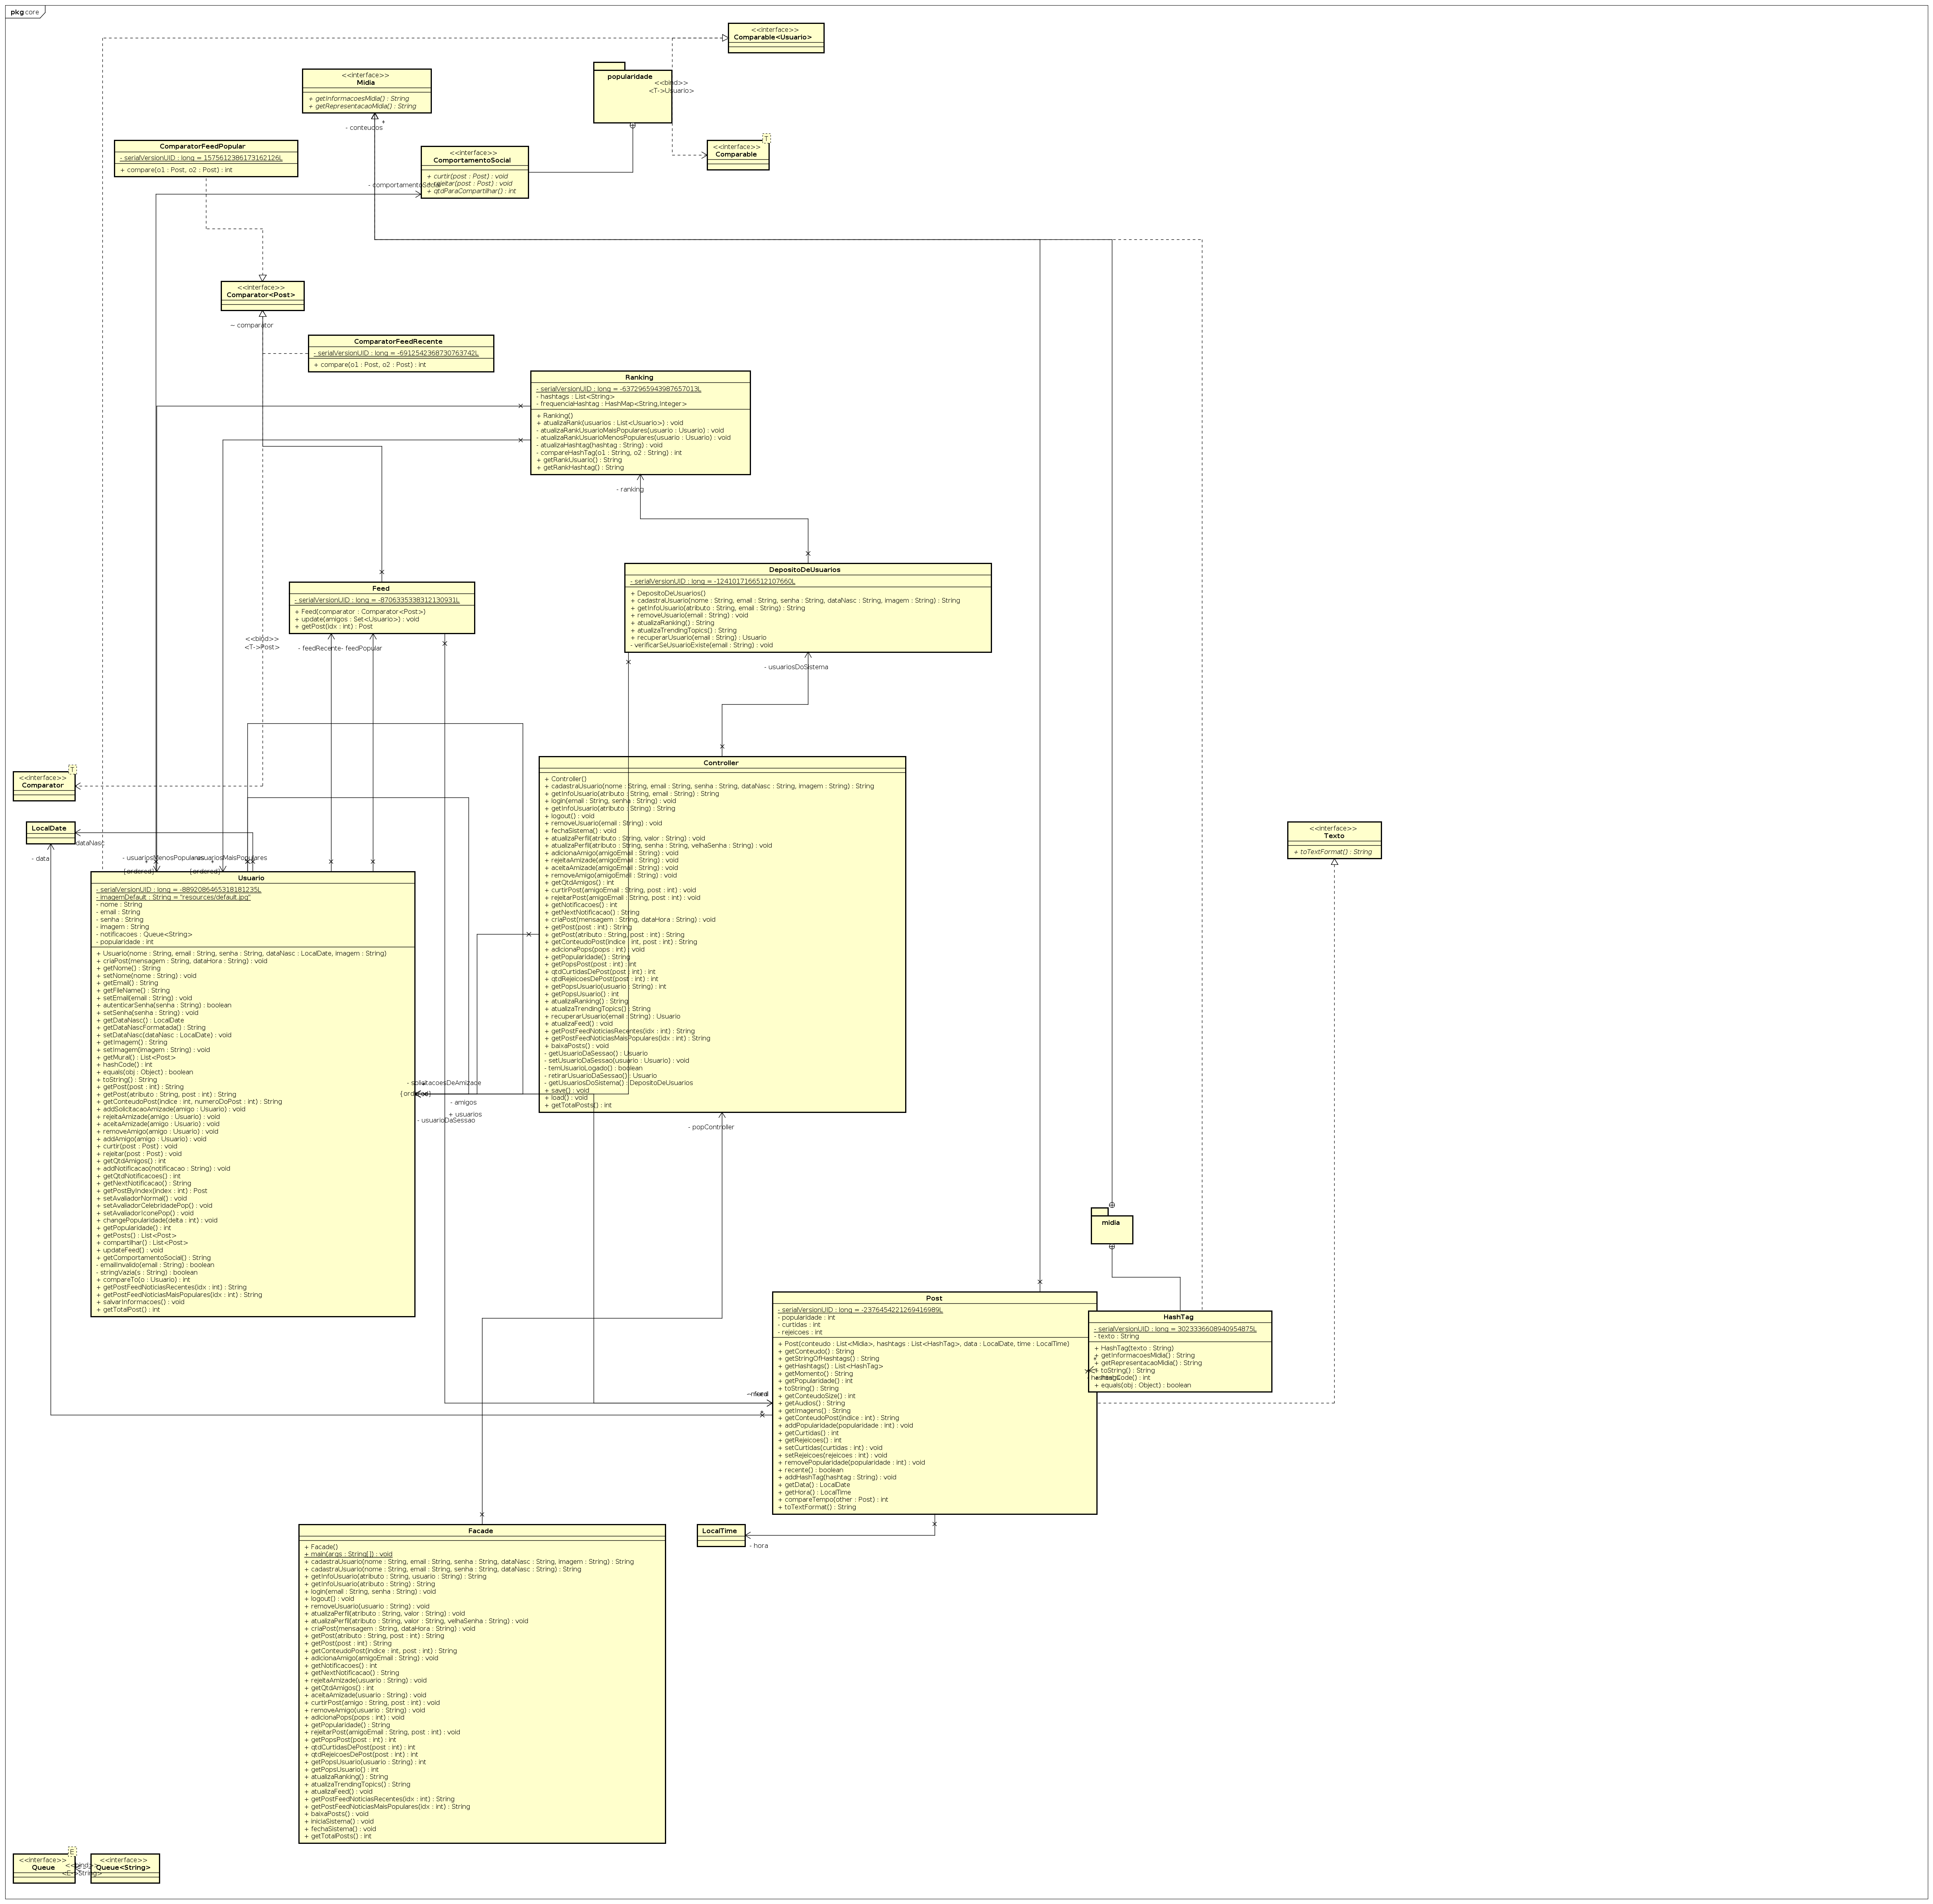 pkg core
<<interface>>
Comparable<Usuario>
<<interface>>
Midia
+ getInformacoesMidia() : String
+ getRepresentacaoMidia() : String
popularidade
<<bind>>
<T->Usuario>
- conteudos
*
ComparatorFeedPopular
- serialVersionUID : long = 1575612386173162126L
+ compare(o1 : Post, o2 : Post) : int
<<interface>>
ComportamentoSocial
+ curtir(post : Post) : void
+ rejeitar(post : Post) : void
+ qtdParaCompartilhar() : int
T
<<interface>>
Comparable
- comportamentoSocial
<<interface>>
Comparator<Post>
~ comparator
ComparatorFeedRecente
- serialVersionUID : long = -6912542368730763742L
+ compare(o1 : Post, o2 : Post) : int
Ranking
- serialVersionUID : long = -6372965943987657013L
- hashtags : List<String>
- frequenciaHashtag : HashMap<String,Integer>
+ Ranking()
+ atualizaRank(usuarios : List<Usuario>) : void
- atualizaRankUsuarioMaisPopulares(usuario : Usuario) : void
- atualizaRankUsuarioMenosPopulares(usuario : Usuario) : void
- atualizaHashtag(hashtag : String) : void
- compareHashTag(o1 : String, o2 : String) : int
+ getRankUsuario() : String
+ getRankHashtag() : String
- ranking
Feed
- serialVersionUID : long = -8706335338312130931L
+ Feed(comparator : Comparator<Post>)
+ update(amigos : Set<Usuario>) : void
+ getPost(idx : int) : Post
DepositoDeUsuarios
- serialVersionUID : long = -1241017166512107660L
+ DepositoDeUsuarios()
+ cadastraUsuario(nome : String, email : String, senha : String, dataNasc : String, imagem : String) : String
+ getInfoUsuario(atributo : String, email : String) : String
+ removeUsuario(email : String) : void
+ atualizaRanking() : String
+ atualizaTrendingTopics() : String
+ recuperarUsuario(email : String) : Usuario
- verificarSeUsuarioExiste(email : String) : void
<<bind>>
<T->Post>
- feedRecente
- feedPopular
- usuariosDoSistema
T
<<interface>>
Comparator
LocalDate
- dataNasc
- data
- usuariosMenosPopulares
- usuariosMaisPopulares
{ordered}
{ordered}
Controller
+ Controller()
+ cadastraUsuario(nome : String, email : String, senha : String, dataNasc : String, imagem : String) : String
+ getInfoUsuario(atributo : String, email : String) : String
+ login(email : String, senha : String) : void
+ getInfoUsuario(atributo : String) : String
+ logout() : void
+ removeUsuario(email : String) : void
+ fechaSistema() : void
+ atualizaPerfil(atributo : String, valor : String) : void
+ atualizaPerfil(atributo : String, senha : String, velhaSenha : String) : void
+ adicionaAmigo(amigoEmail : String) : void
+ rejeitaAmizade(amigoEmail : String) : void
+ aceitaAmizade(amigoEmail : String) : void
+ removeAmigo(amigoEmail : String) : void
+ getQtdAmigos() : int
+ curtirPost(amigoEmail : String, post : int) : void
+ rejeitarPost(amigoEmail : String, post : int) : void
+ getNotificacoes() : int
+ getNextNotificacao() : String
+ criaPost(mensagem : String, dataHora : String) : void
+ getPost(post : int) : String
+ getPost(atributo : String, post : int) : String
+ getConteudoPost(indice : int, post : int) : String
+ adicionaPops(pops : int) : void
+ getPopularidade() : String
+ getPopsPost(post : int) : int
+ qtdCurtidasDePost(post : int) : int
+ qtdRejeicoesDePost(post : int) : int
+ getPopsUsuario(usuario : String) : int
+ getPopsUsuario() : int
+ atualizaRanking() : String
+ atualizaTrendingTopics() : String
+ recuperarUsuario(email : String) : Usuario
+ atualizaFeed() : void
+ getPostFeedNoticiasRecentes(idx : int) : String
+ getPostFeedNoticiasMaisPopulares(idx : int) : String
+ baixaPosts() : void
- getUsuarioDaSessao() : Usuario
- setUsuarioDaSessao(usuario : Usuario) : void
- temUsuarioLogado() : boolean
- retirarUsuarioDaSessao() : Usuario
- getUsuariosDoSistema() : DepositoDeUsuarios
+ save() : void
+ load() : void
+ getTotalPosts() : int
<<interface>>
Texto
+ toTextFormat() : String
Usuario
- serialVersionUID : long = -8892086465318181235L
- imagemDefault : String = "resources/default.jpg"
- nome : String
- email : String
- senha : String
- imagem : String
- notificacoes : Queue<String>
- popularidade : int
+ Usuario(nome : String, email : String, senha : String, dataNasc : LocalDate, imagem : String)
+ criaPost(mensagem : String, dataHora : String) : void
+ getNome() : String
+ setNome(nome : String) : void
+ getEmail() : String
+ getFileName() : String
+ setEmail(email : String) : void
+ autenticarSenha(senha : String) : boolean
+ setSenha(senha : String) : void
+ getDataNasc() : LocalDate
+ getDataNascFormatada() : String
+ setDataNasc(dataNasc : LocalDate) : void
+ getImagem() : String
+ setImagem(imagem : String) : void
+ getMural() : List<Post>
+ hashCode() : int
+ equals(obj : Object) : boolean
+ toString() : String
+ getPost(post : int) : String
+ getPost(atributo : String, post : int) : String
+ getConteudoPost(indice : int, numeroDoPost : int) : String
+ addSolicitacaoAmizade(amigo : Usuario) : void
+ rejeitaAmizade(amigo : Usuario) : void
+ aceitaAmizade(amigo : Usuario) : void
+ removeAmigo(amigo : Usuario) : void
+ addAmigo(amigo : Usuario) : void
+ curtir(post : Post) : void
+ rejeitar(post : Post) : void
+ getQtdAmigos() : int
+ addNotificacao(notificacao : String) : void
+ getQtdNotificacoes() : int
+ getNextNotificacao() : String
+ getPostByIndex(index : int) : Post
+ setAvaliadorNormal() : void
+ setAvaliadorCelebridadePop() : void
+ setAvaliadorIconePop() : void
+ changePopularidade(delta : int) : void
+ getPopularidade() : int
+ getPosts() : List<Post>
+ compartilhar() : List<Post>
+ updateFeed() : void
+ getComportamentoSocial() : String
- emailInvalido(email : String) : boolean
- stringVazia(s : String) : boolean
+ compareTo(o : Usuario) : int
+ getPostFeedNoticiasRecentes(idx : int) : String
+ getPostFeedNoticiasMaisPopulares(idx : int) : String
+ salvarInformacoes() : void
+ getTotalPost() : int
- solicitacoesDeAmizade
{ordered}
- amigos
+ usuarios
- usuarioDaSessao
- popController
midia
Post
- serialVersionUID : long = -2376454221269416989L
- popularidade : int
- curtidas : int
- rejeicoes : int
+ Post(conteudo : List<Midia>, hashtags : List<HashTag>, data : LocalDate, time : LocalTime)
+ getConteudo() : String
+ getStringOfHashtags() : String
+ getHashtags() : List<HashTag>
+ getMomento() : String
+ getPopularidade() : int
+ toString() : String
+ getConteudoSize() : int
+ getAudios() : String
+ getImagens() : String
+ getConteudoPost(indice : int) : String
+ addPopularidade(popularidade : int) : void
+ getCurtidas() : int
+ getRejeicoes() : int
+ setCurtidas(curtidas : int) : void
+ setRejeicoes(rejeicoes : int) : void
+ removePopularidade(popularidade : int) : void
+ recente() : boolean
+ addHashTag(hashtag : String) : void
+ getData() : LocalDate
+ getHora() : LocalTime
+ compareTempo(other : Post) : int
+ toTextFormat() : String
HashTag
- serialVersionUID : long = 3023336608940954875L
- texto : String
+ HashTag(texto : String)
+ getInformacoesMidia() : String
+ getRepresentacaoMidia() : String
+ toString() : String
+ hashCode() : int
+ equals(obj : Object) : boolean
Facade
+ Facade()
+ main(args : String[]) : void
+ cadastraUsuario(nome : String, email : String, senha : String, dataNasc : String, imagem : String) : String
+ cadastraUsuario(nome : String, email : String, senha : String, dataNasc : String) : String
+ getInfoUsuario(atributo : String, usuario : String) : String
+ getInfoUsuario(atributo : String) : String
+ login(email : String, senha : String) : void
+ logout() : void
+ removeUsuario(usuario : String) : void
+ atualizaPerfil(atributo : String, valor : String) : void
+ atualizaPerfil(atributo : String, valor : String, velhaSenha : String) : void
+ criaPost(mensagem : String, dataHora : String) : void
+ getPost(atributo : String, post : int) : String
+ getPost(post : int) : String
+ getConteudoPost(indice : int, post : int) : String
+ adicionaAmigo(amigoEmail : String) : void
+ getNotificacoes() : int
+ getNextNotificacao() : String
+ rejeitaAmizade(usuario : String) : void
+ getQtdAmigos() : int
+ aceitaAmizade(usuario : String) : void
+ curtirPost(amigo : String, post : int) : void
+ removeAmigo(usuario : String) : void
+ adicionaPops(pops : int) : void
+ getPopularidade() : String
+ rejeitarPost(amigoEmail : String, post : int) : void
+ getPopsPost(post : int) : int
+ qtdCurtidasDePost(post : int) : int
+ qtdRejeicoesDePost(post : int) : int
+ getPopsUsuario(usuario : String) : int
+ getPopsUsuario() : int
+ atualizaRanking() : String
+ atualizaTrendingTopics() : String
+ atualizaFeed() : void
+ getPostFeedNoticiasRecentes(idx : int) : String
+ getPostFeedNoticiasMaisPopulares(idx : int) : String
+ baixaPosts() : void
+ iniciaSistema() : void
+ fechaSistema() : void
+ getTotalPosts() : int
LocalTime
- hora
E
<<interface>>
Queue
<<bind>>
<E->String>
<<interface>>
Queue<String>